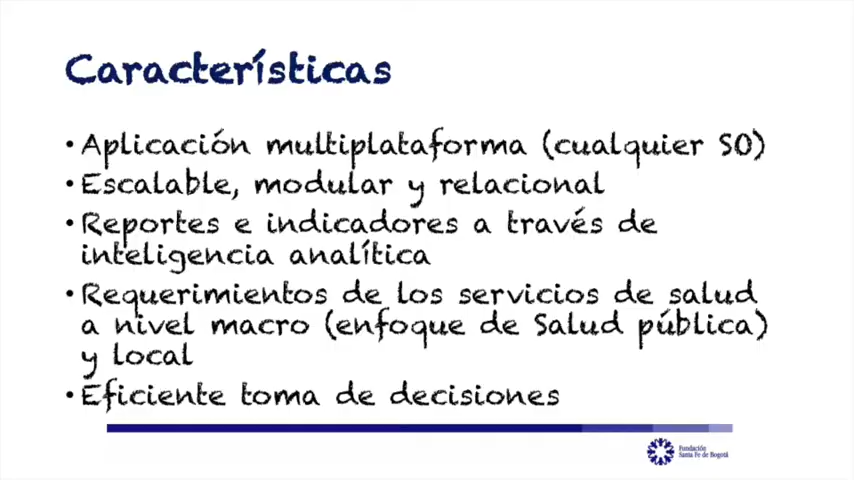 Características
• Aplicación multiplataforma (cualquier SO)
• Escalable, modular y relacional
• Reportes e indicadores a través de
inteligencia analítica
• Requerimientos de los servicios de salud
a nivel macro (enfoque de Salud pública)
y local
• Eficiente toma de decisiones
Fundación
Santa Fe de Bogotá